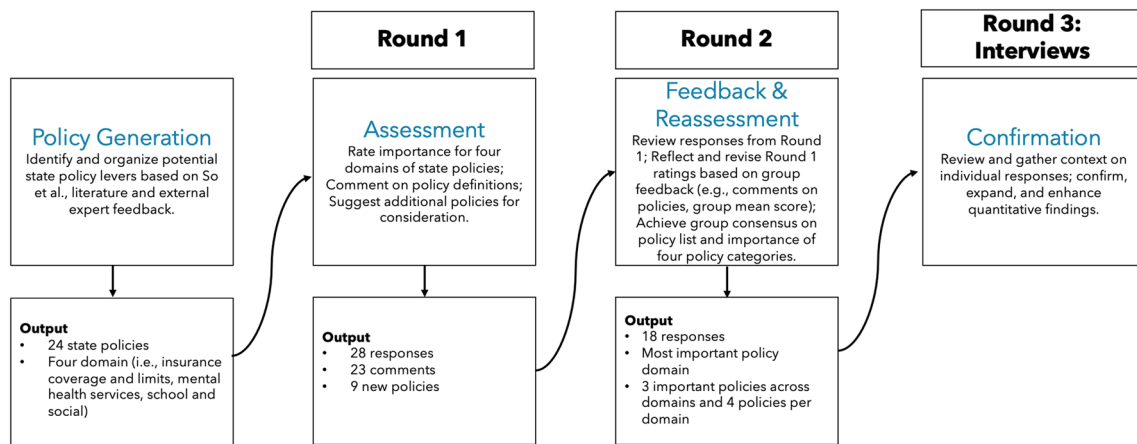 Round 1
Round 2
Round 3:
Interviews
Policy Generation
Identify and organize potential
state policy levers based on So
et al., literature and external
expert feedback.
Assessment
Rate importance for four
domains of state policies;
Comment on policy definitions;
Suggest additional policies for
consideration.
Feedback &
Reassessment
Review responses from Round
1; Reflect and revise Round 1
ratings based on group
feedback (e.g., comments on
policies, group mean score);
Achieve group consensus on
policy list and importance of
four policy categories.
Confirmation
Review and gather context on
individual responses; confirm,
expand, and enhance
quantitative findings.
Output
• 24 state policies
• Four domain (i.e., insurance
coverage and limits, mental
health services, school and
social)
Output
• 28 responses
• 23 comments
• 9 new policies
Output
• 18 responses
• Most important policy
domain
• 3 important policies across
domains and 4 policies per
domain